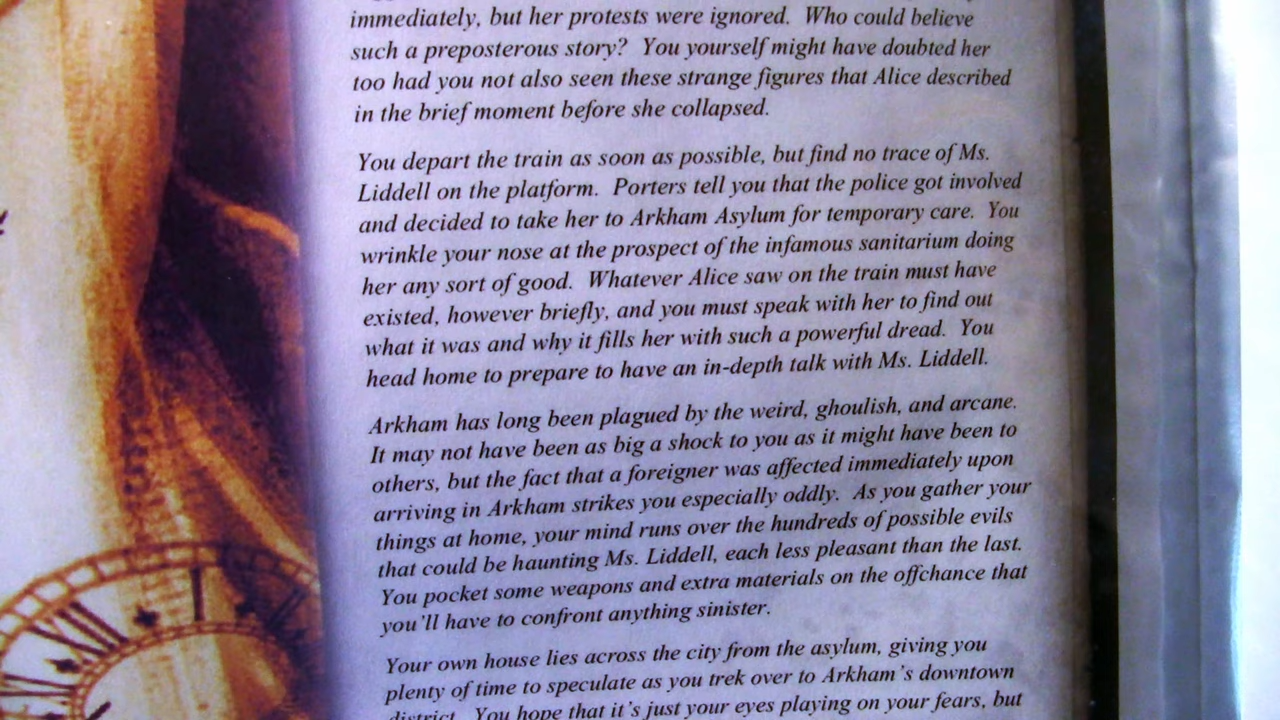 immediately, but her protests were ignored. Who could believe
such a preposterous story? You yourself might have doubted her
too had you not also seen these strange figures that Alice described
in the brief moment before she collapsed.
You depart the train as soon as possible, but find no trace of Ms.
Liddell on the platform. Porters tell you that the police got involved
and decided to take her to Arkham Asylum for temporary care. You
wrinkle your nose at the prospect of the infamous sanitarium doing
her any sort of good. Whatever Alice saw on the train must have
existed, however briefly, and you must speak with her to find out
what it was and why it fills her with such a powerful dread. You
head home to prepare to have an in-depth talk with Ms. Liddell.
Arkham has long been plagued by the weird, ghoulish, and arcane.
It may not have been as big a shock to you as it might have been to
others, but the fact that a foreigner was affected immediately upon
arriving in Arkham strikes you especially oddly. As you gather your
things at home, your mind runs over the hundreds of possible evils
that could be haunting Ms. Liddell, each less pleasant than the last.
You pocket some weapons and extra materials on the offchance that
you'll have to confront anything sinister.
Your own house lies across the city from the asylum, giving you
plenty of time to speculate as you trek over to Arkham's downtown
district. You hope that it's just your eyes playing on your fears, but
XII I